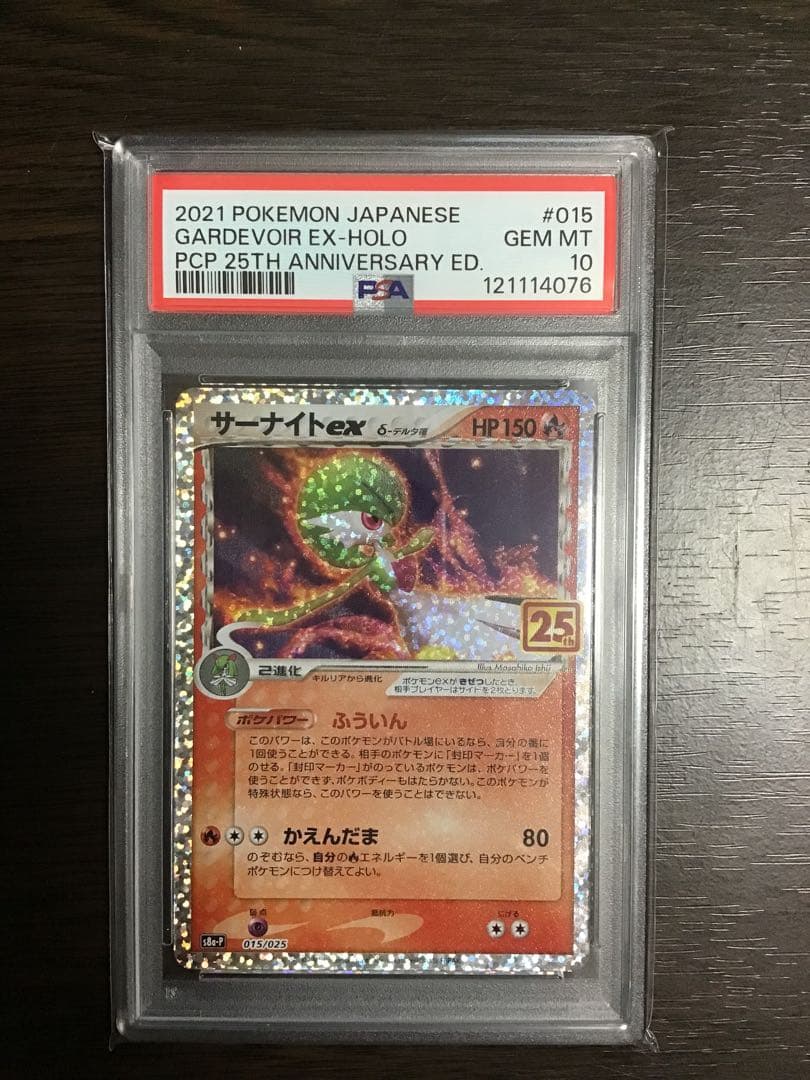 2021 POKEMON JAPANESE #015
GARDEVOIR EX-HOLO GEM MT
PCP 25TH ANNIVERSARY ED. 10
PSA 121114076
サーナイトex δ-デルタ種 HP150
25th
2進化
キルリアから進化
Illus.Masahiko Ishii
ポケモンexがきぜつしたとき、
相手プレイヤーはサイドを2枚とります。
ポケパワー ふういん
このパワーは、このポケモンがバトル場にいるなら、自分の番に
1回使うことができる。相手のポケモンに「封印マーカー」を1個
のせる。「封印マーカー」がのっているポケモンは、ポケパワーを
使うことができず、ポケボディーもはたらかない。このポケモンが
特殊状態なら、このパワーを使うことはできない。
かえんだま 80
のぞむなら、自分のエネルギーを1個選び、自分のベンチ
ポケモンにつけ替えてよい。
弱点 抵抗力 にげる
s8a-P 015/025